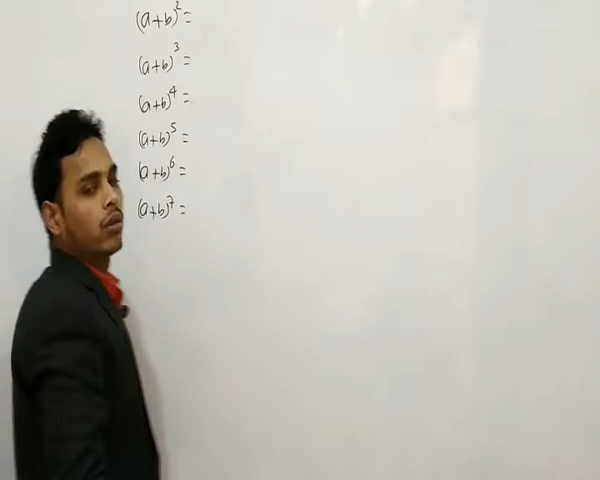 (a+b)² =
(a+b)³ =
(a+b)⁴ =
(a+b)⁵ =
(a+b)⁶ =
(a+b)⁷ =